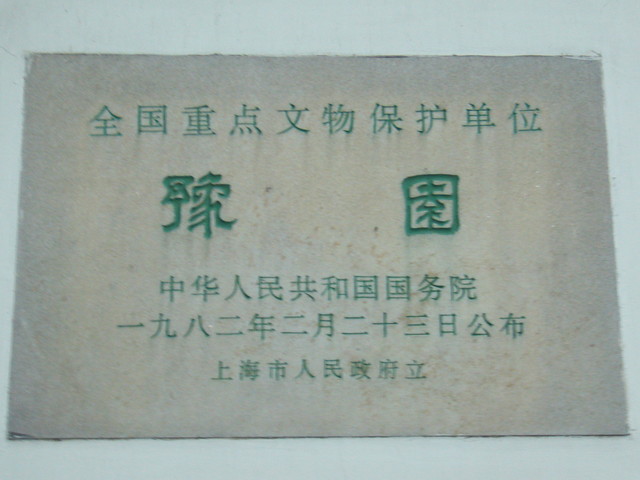 全国重点文物保护单位
豫园
中华人民共和国国务院
一九八二年二月二十三日公布
上海市人民政府立